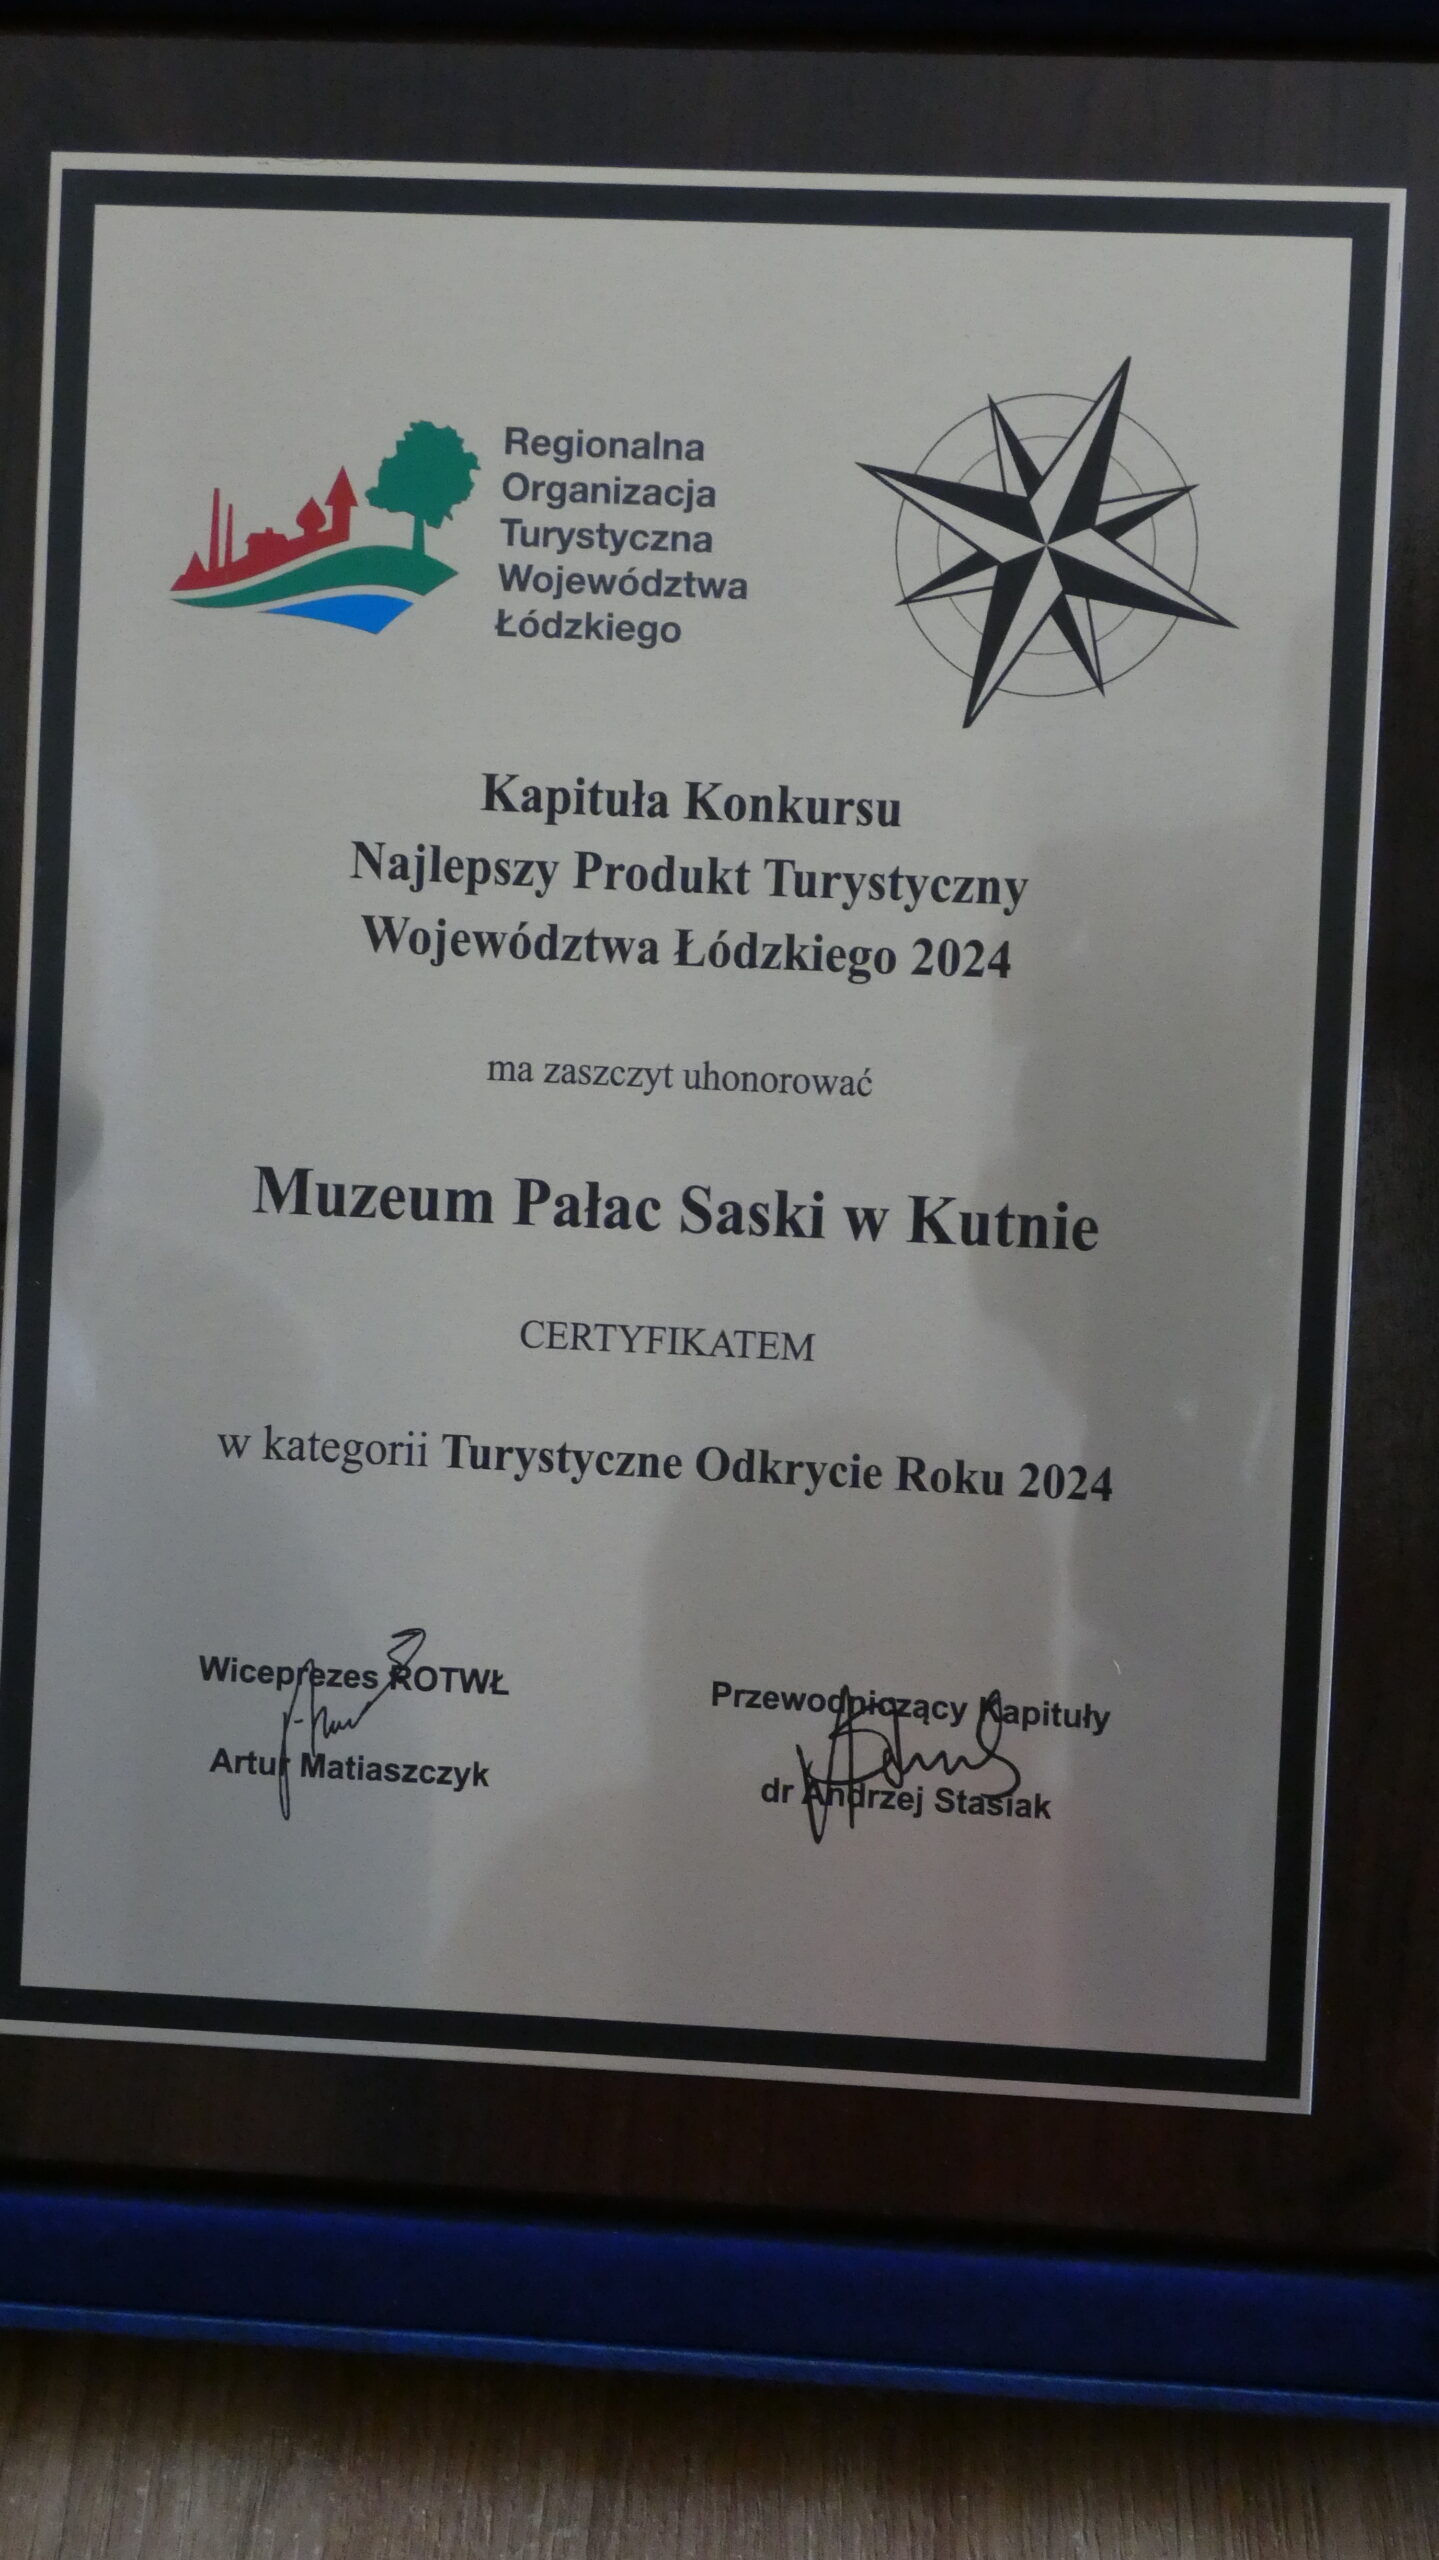 Regionalna
Organizacja
Turystyczna
Województwa
Łódzkiego
Kapituła Konkursu
Najlepszy Produkt Turystyczny
Województwa Łódzkiego 2024
ma zaszczyt uhonorować
Muzeum Pałac Saski w Kutnie
CERTYFIKATEM
w kategorii Turystyczne Odkrycie Roku 2024
Wiceprezes ROTWŁ
Artur Matiaszczyk
Przewodniczący Kapituły
dr Andrzej Stasiak